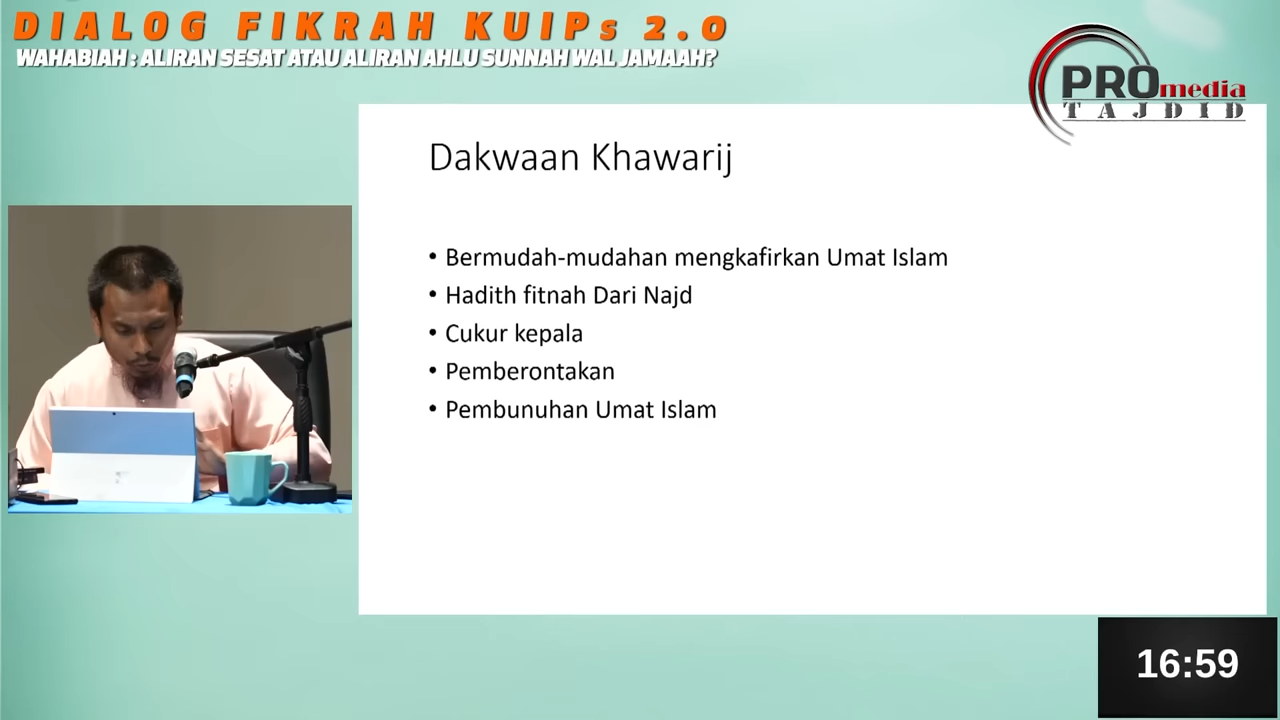 DIALOG FIKRAH KUIPs 2.0
WAHABIAH : ALIRAN SESAT ATAU ALIRAN AHLU SUNNAH WAL JAMAAH?
PROmedia
TAJDID
Dakwaan Khawarij
• Bermudah-mudahan mengkafirkan Umat Islam
• Hadith fitnah Dari Najd
• Cukur kepala
• Pemberontakan
• Pembunuhan Umat Islam
16:59